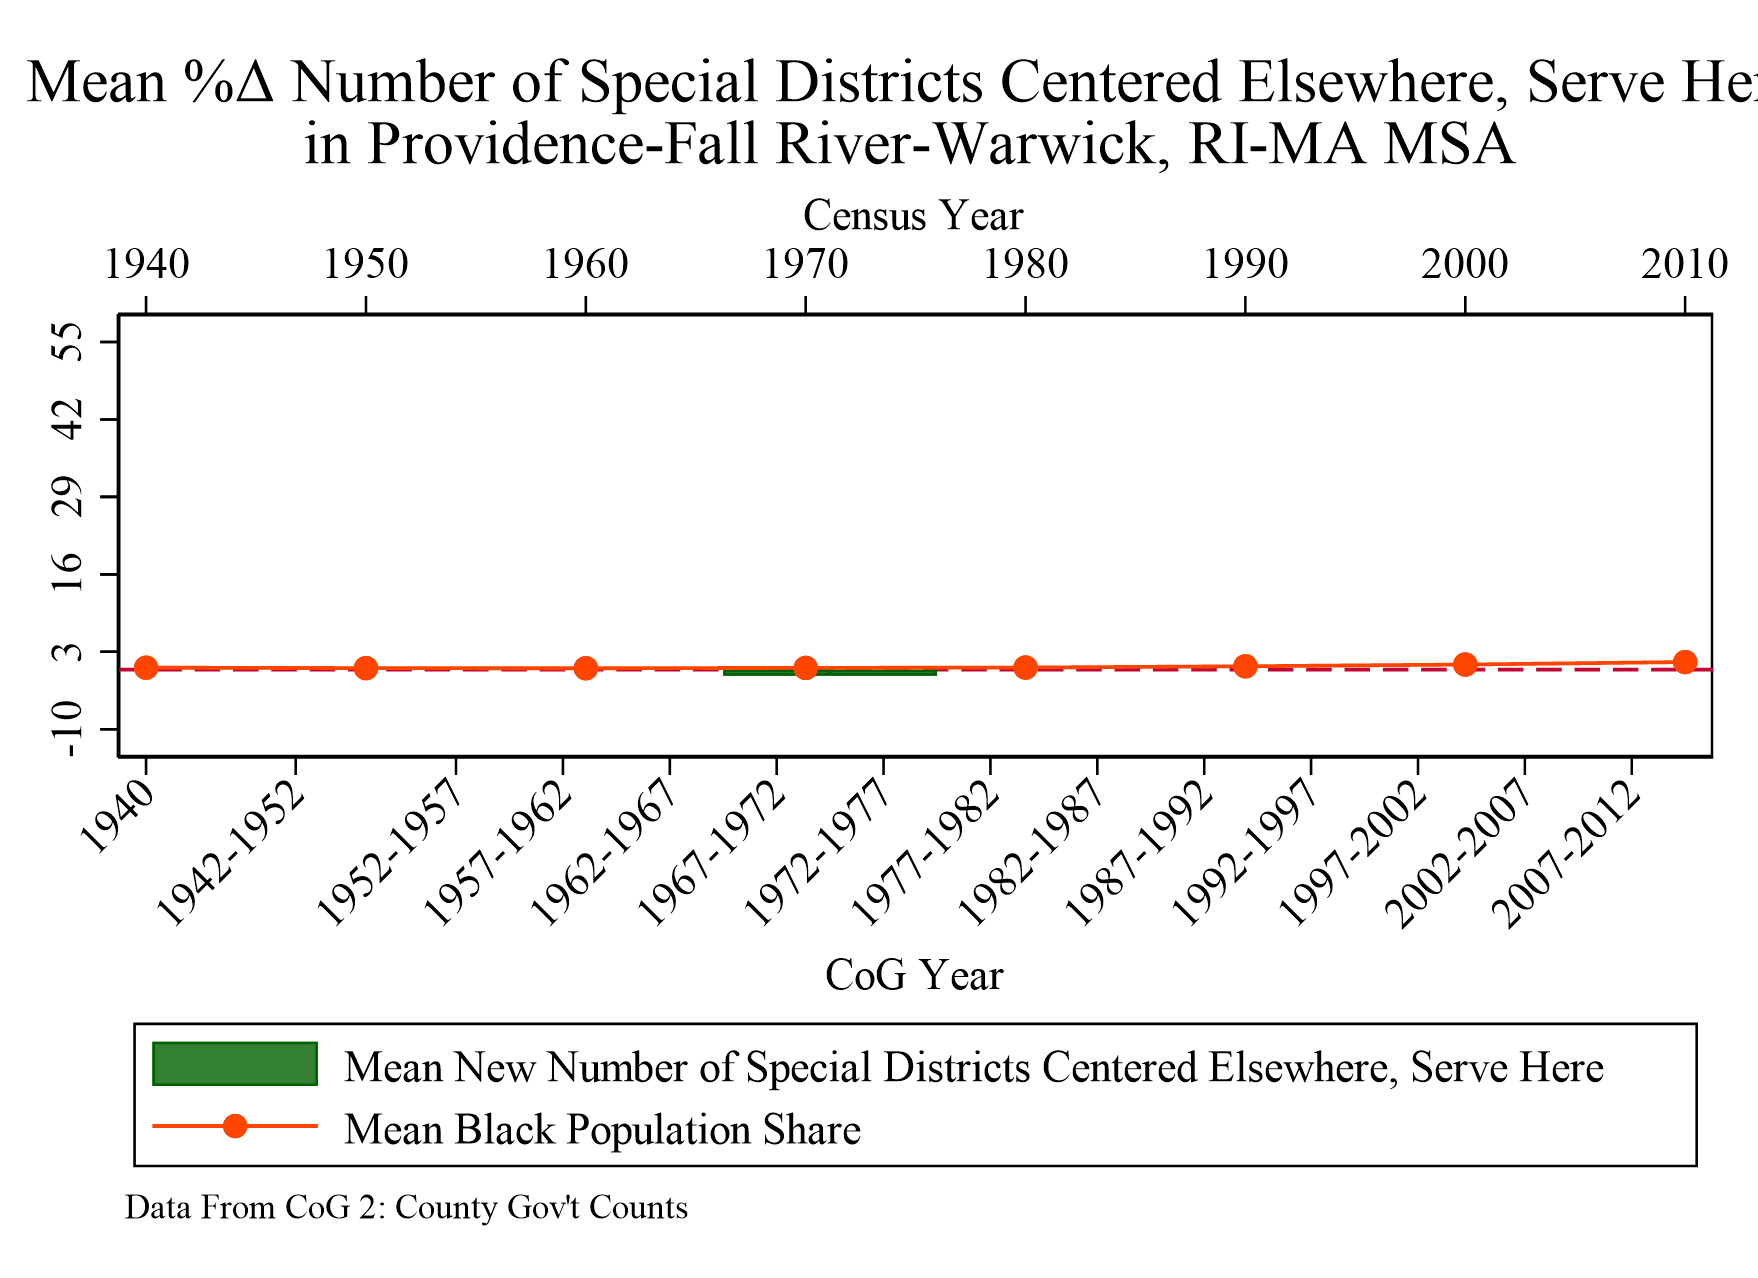 Mean %Δ Number of Special Districts Centered Elsewhere, Serve
in Providence-Fall River-Warwick, RI-MA MSA
Census Year
1940 1950 1960 1970 1980 1990 2000 2010
55
42
29
16
3
-10
1940 1942-1952 1952-1957 1957-1962 1962-1967 1967-1972 1972-1977 1977-1982 1982-1987 1987-1992 1992-1997 1997-2002 2002-2007 2007-2012
CoG Year
Mean New Number of Special Districts Centered Elsewhere, Serve Here
Mean Black Population Share
Data From CoG 2: County Gov't Counts